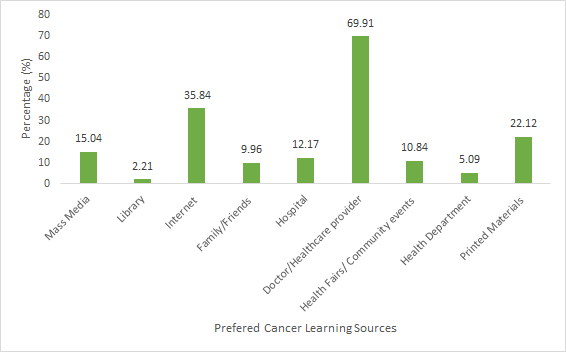 80
70
60
50
40
30
20
10
0
Percentage (%)
15.04
2.21
35.84
9.96
12.17
69.91
10.84
5.09
22.12
Mass Media
Library
Internet
Family/Friends
Hospital
Doctor/Healthcare provider
Health Fairs/ Community events
Health Department
Printed Materials
Prefered Cancer Learning Sources